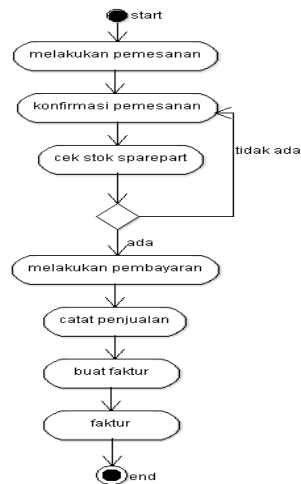 start
melakukan pemesanan
konfirmasi pemesanan
cek stok sparepart
tidak ada
ada
melakukan pembayaran
catat penjualan
buat faktur
faktur
end